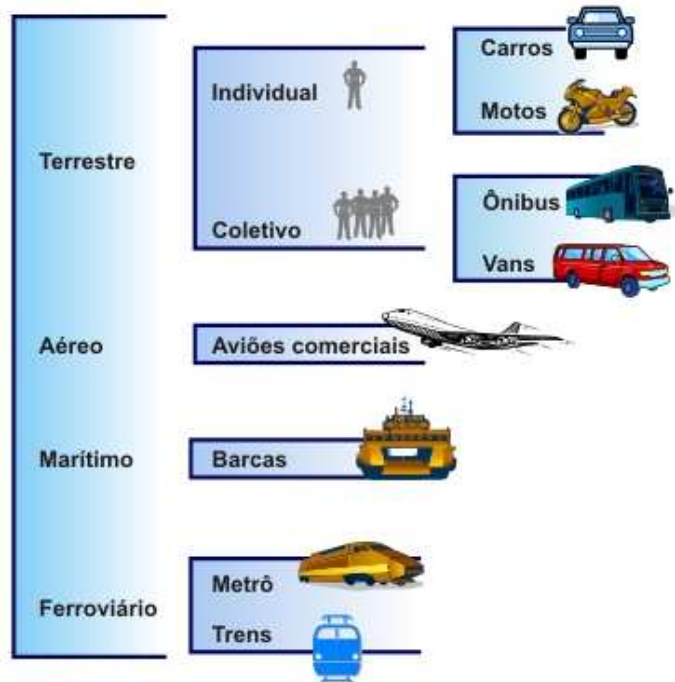 Terrestre
Individual
Carros
Motos
Coletivo
Ônibus
Vans
Aéreo
Aviões comerciais
Marítimo
Barcas
Ferroviário
Metrô
Trens